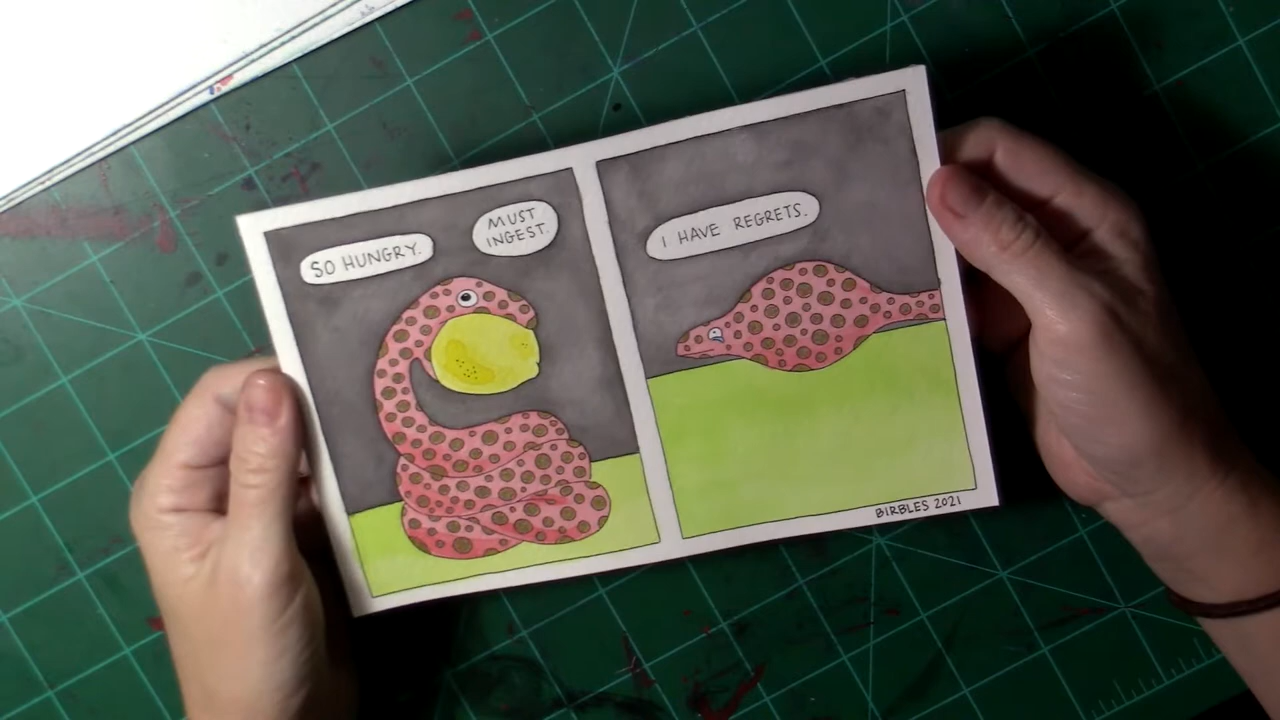 SO HUNGRY.
MUST
INGEST.
I HAVE REGRETS.
BIRBLES 2021